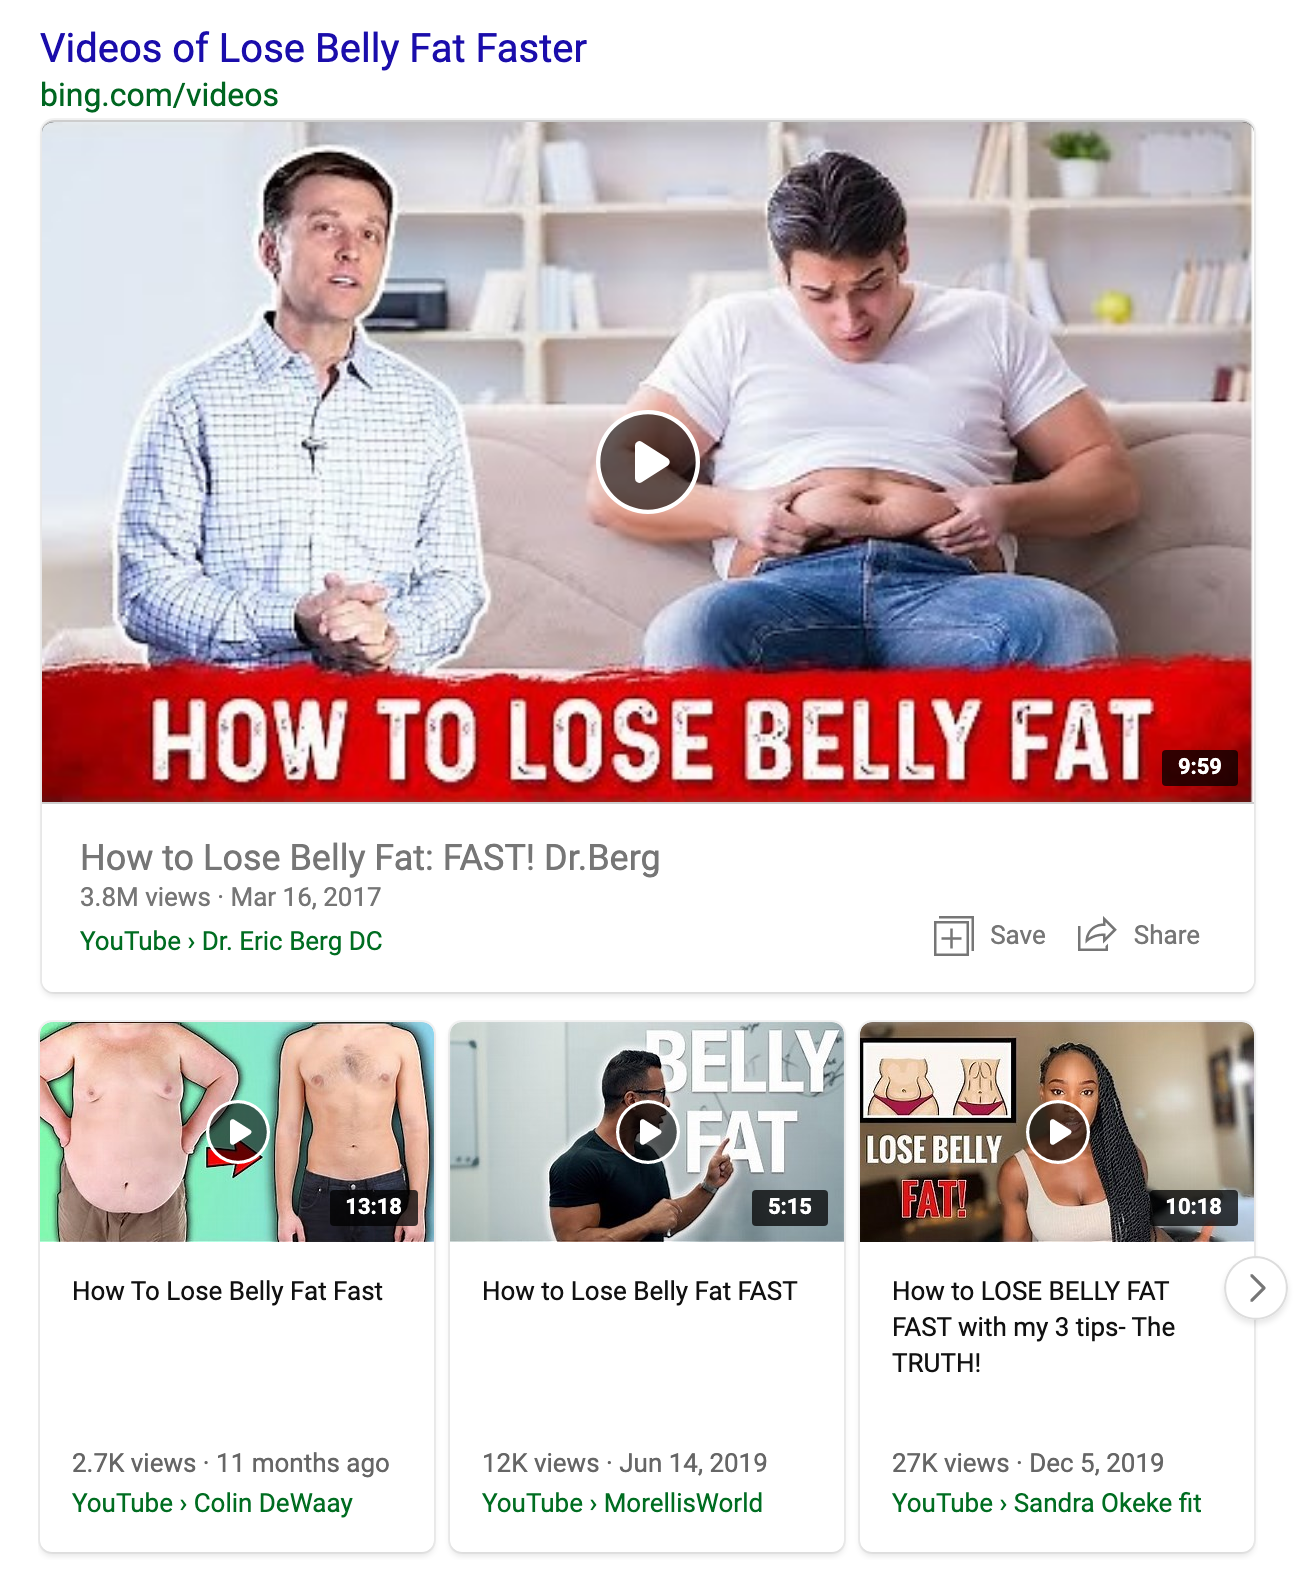 Videos of Lose Belly Fat Faster
bing.com/videos
HOW TO LOSE BELLY FAT
9:59
How to Lose Belly Fat: FAST! Dr.Berg
3.8M views · Mar 16, 2017
YouTube › Dr. Eric Berg DC
Save
Share
13:18
How To Lose Belly Fat Fast
2.7K views · 11 months ago
YouTube › Colin DeWaay
BELLY
FAT
5:15
How to Lose Belly Fat FAST
12K views · Jun 14, 2019
YouTube › MorellisWorld
LOSE BELLY
FAT!
10:18
How to LOSE BELLY FAT
FAST with my 3 tips- The
TRUTH!
27K views · Dec 5, 2019
YouTube › Sandra Okeke fit